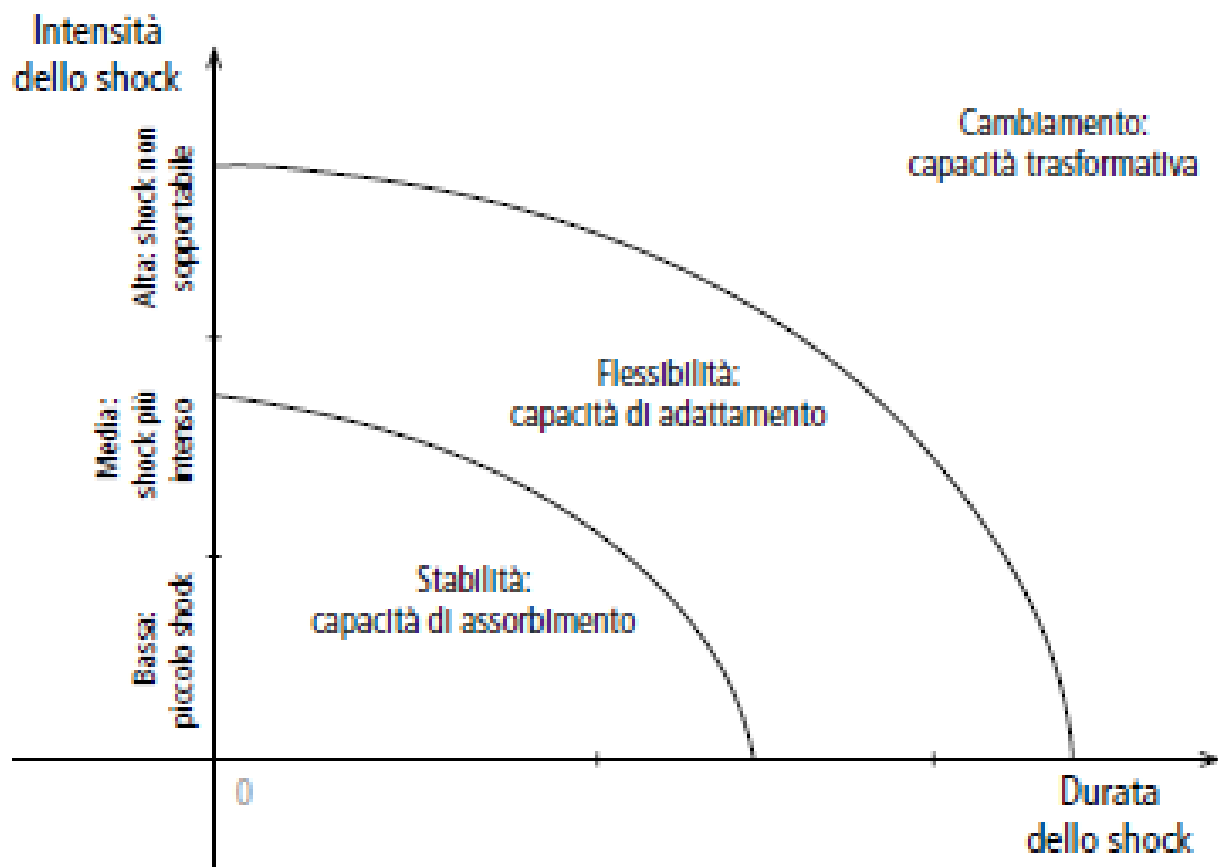 Intensità
dello shock
Cambiamento:
capacità trasformativa
Alta: shock non
sopportabile
Flessibilità:
capacità di adattamento
Media:
shock più
intenso
Stabilità:
capacità di assorbimento
Bassa:
piccolo shock
0
Durata
dello shock